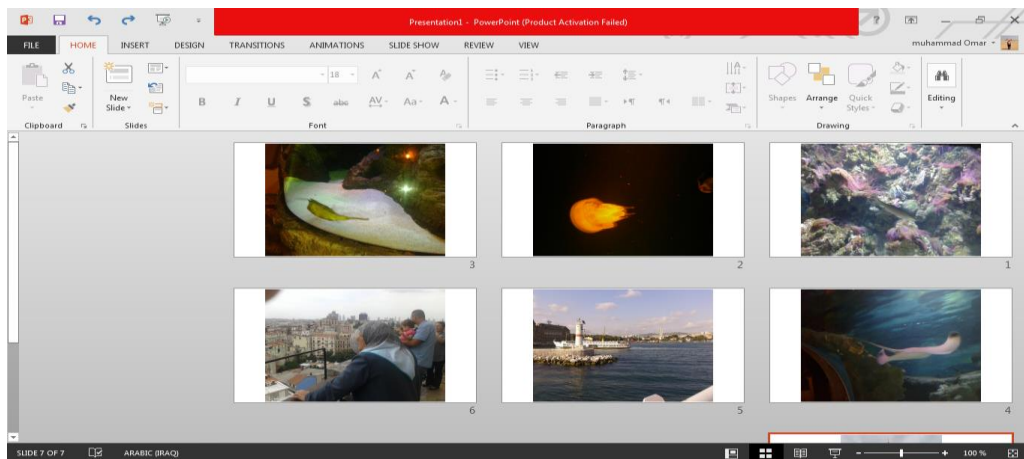 Presentation1 - PowerPoint (Product Activation Failed)
FILE HOME INSERT DESIGN TRANSITIONS ANIMATIONS SLIDE SHOW REVIEW VIEW muhammad Omar
18 A A
B I U S abc AV Aa A
Paste New Slide Shapes Arrange Quick Styles Editing
Clipboard Slides Font Paragraph Drawing
3 2 1
6 5 4
SLIDE 7 OF 7 ARABIC (IRAQ) 100 %